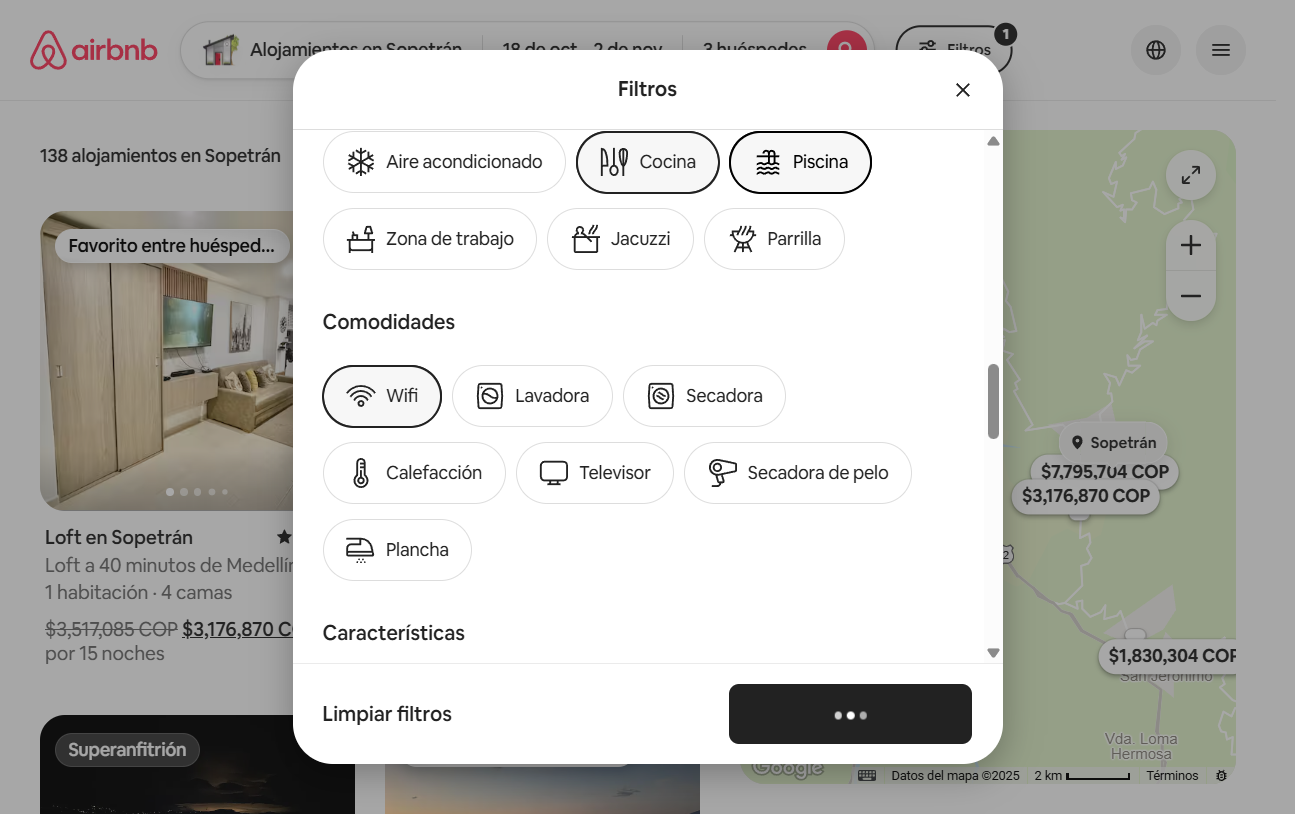 airbnb
Alojamientos en Sopetrán
18 de oct – 2 de nov
3 huéspedes
Filtros
1
138 alojamientos en Sopetrán
Favorito entre huésped...
Loft en Sopetrán
Loft a 40 minutos de Medellín
1 habitación · 4 camas
$3,517,085 COP $3,176,870 C
por 15 noches
Superanfitrión
Filtros
Aire acondicionado
Cocina
Piscina
Zona de trabajo
Jacuzzi
Parrilla
Comodidades
Wifi
Lavadora
Secadora
Calefacción
Televisor
Secadora de pelo
Plancha
Características
Limpiar filtros
Sopetrán
$7,795,704 COP
$3,176,870 COP
2
$1,830,304 COP
San Jerónimo
Vda. Loma
Hermosa
Google
Datos del mapa ©2025
2 km
Términos